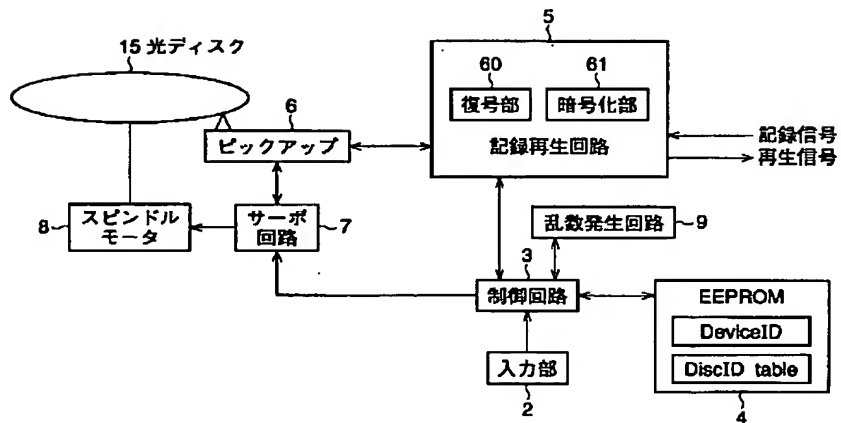 5
15 光ディスク
60
61
6
復号部
暗号化部
ピックアップ
記録再生回路
記録信号
再生信号
8
スピンドル
モータ
サーボ
回路
7
乱数発生回路
9
3
制御回路
EEPROM
DeviceID
DiscID table
入力部
2
4